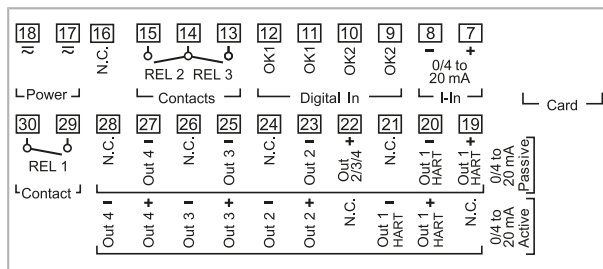 18 17 16 15 14 13 12 11 10 9 8 7
≂ ≂ N.C. OK1 OK1 OK2 OK2 − +
REL 2 REL 3
0/4 to
20 mA
Power Contacts Digital In I-In Card
30 29 28 27 26 25 24 23 22 21 20 19
REL 1
N.C. Out 4 − N.C. Out 3 − N.C. Out 2 − Out 2/3/4 + N.C. Out 1 − HART Out 1 + HART
0/4 to
20 mA
Passive
Contact
Out 4 − Out 4 + Out 3 − Out 3 + Out 2 − Out 2 + N.C. Out 1 − HART Out 1 + HART N.C.
0/4 to
20 mA
Active